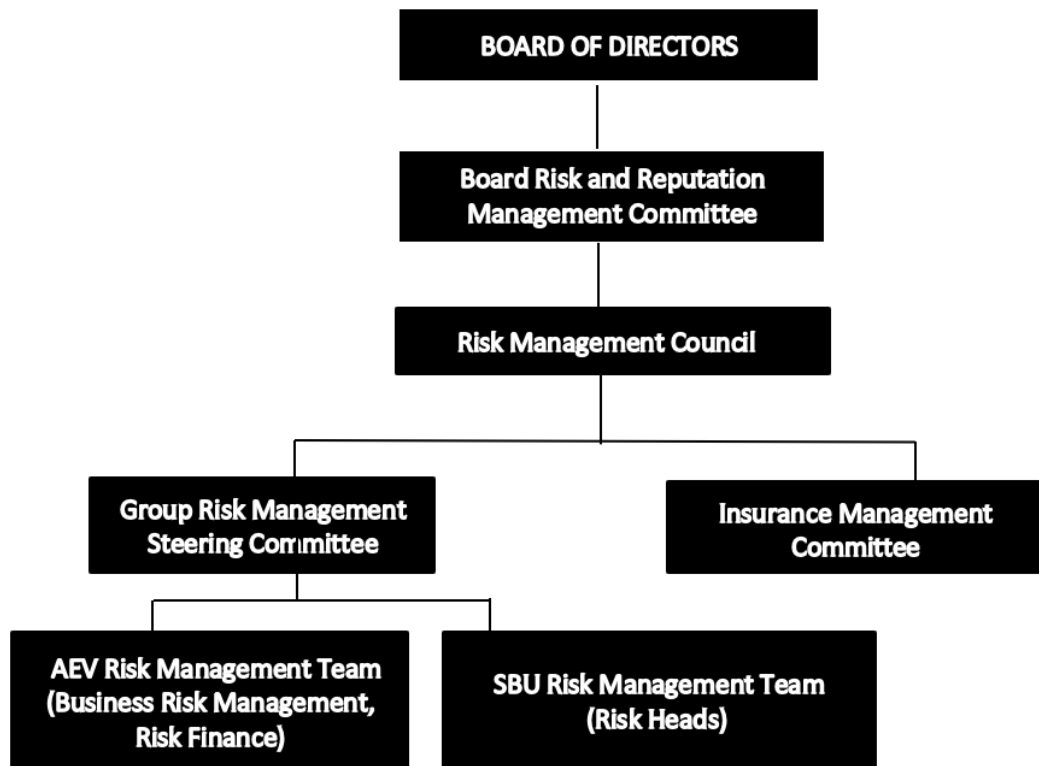 BOARD OF DIRECTORS
Board Risk and Reputation
Management Committee
Risk Management Council
Group Risk Management
Steering Committee
Insurance Management
Committee
AEV Risk Management Team
(Business Risk Management,
Risk Finance)
SBU Risk Management Team
(Risk Heads)